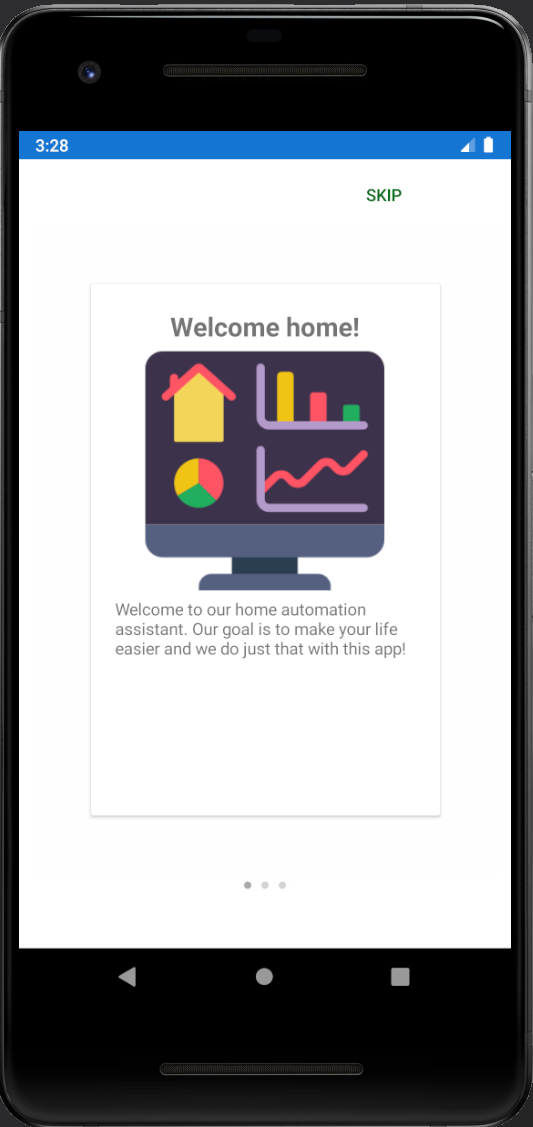 3:28
SKIP
Welcome home!
Welcome to our home automation
assistant. Our goal is to make your life
easier and we do just that with this app!